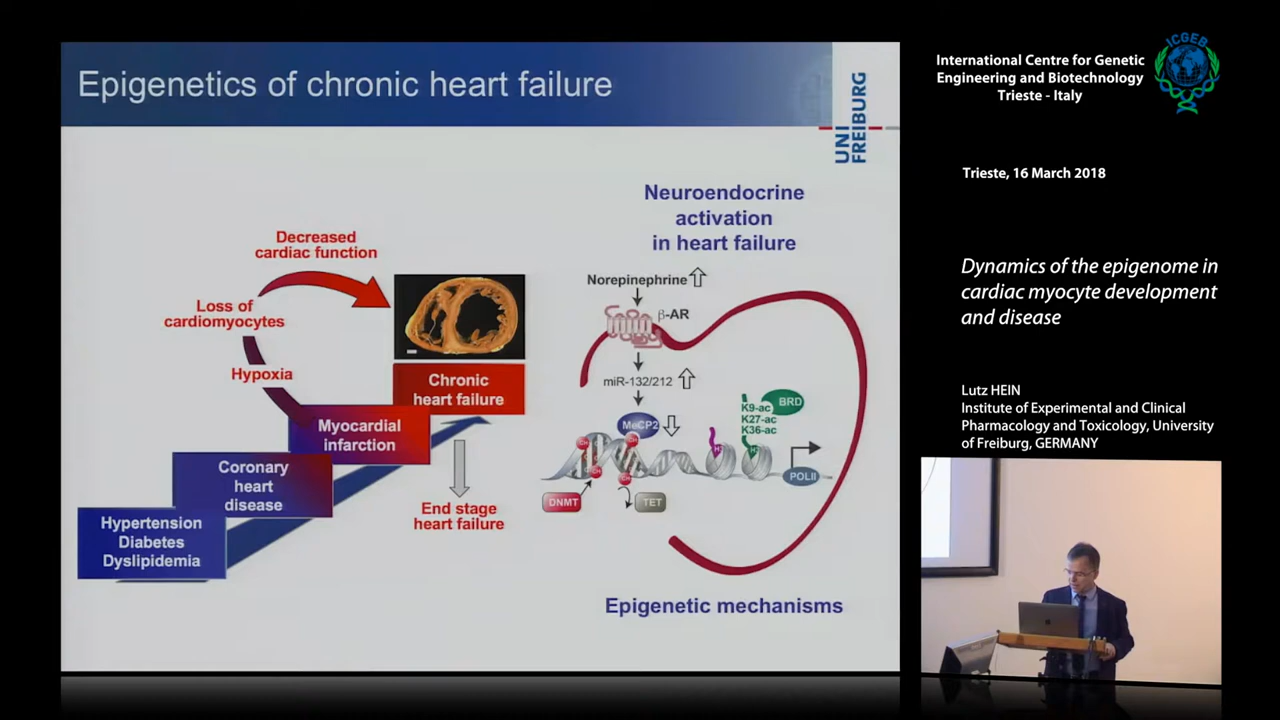 Epigenetics of chronic heart failure
UNI
FREIBURG
Decreased
cardiac function
Loss of
cardiomyocytes
Hypoxia
Chronic
heart failure
Myocardial
infarction
Coronary
heart
disease
Hypertension
Diabetes
Dyslipidemia
End stage
heart failure
Neuroendocrine
activation
in heart failure
Norepinephrine
β-AR
miR-132/212
MeCP2
K9-ac
K27-ac
K36-ac
BRD
POLII
DNMT
TET
Epigenetic mechanisms
International Centre for Genetic
Engineering and Biotechnology
Trieste - Italy
ICGEB
Trieste, 16 March 2018
Dynamics of the epigenome in
cardiac myocyte development
and disease
Lutz HEIN
Institute of Experimental and Clinical
Pharmacology and Toxicology, University
of Freiburg, GERMANY